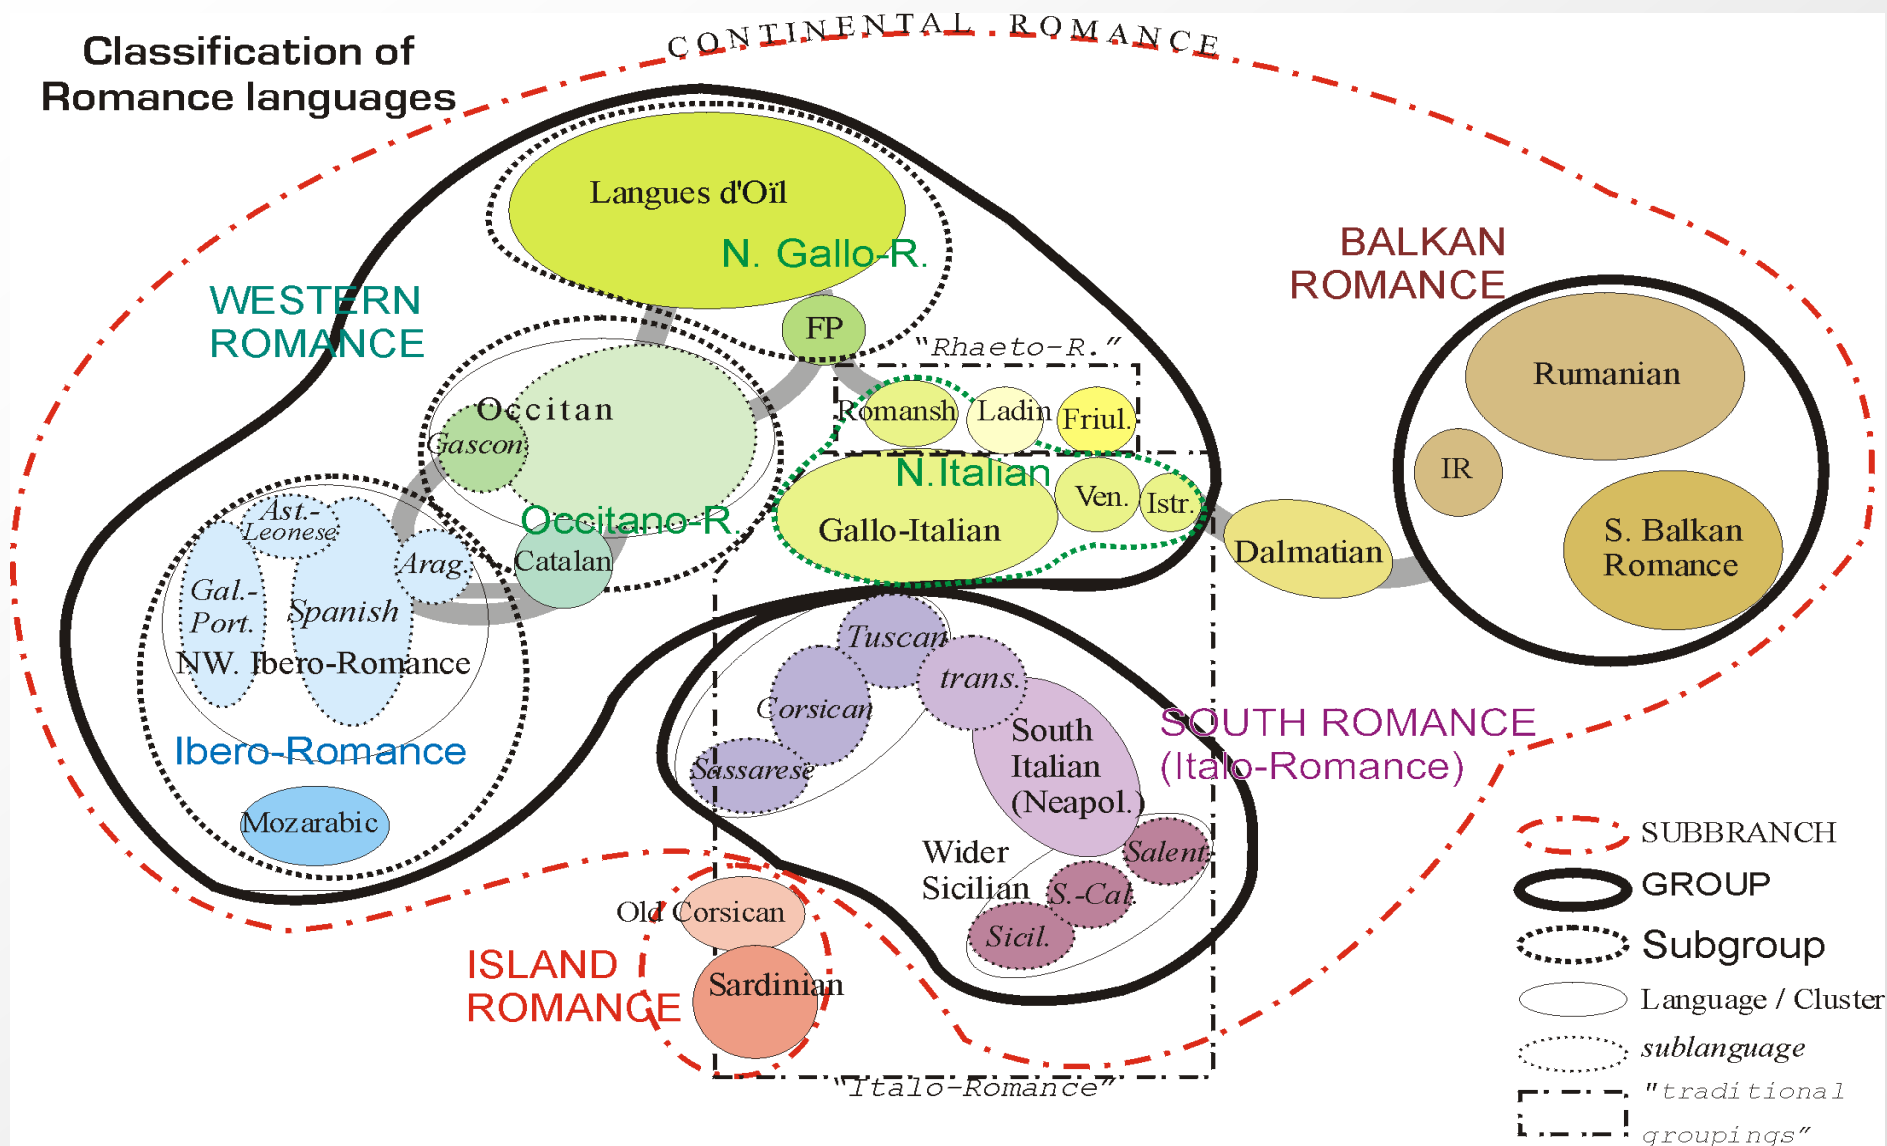 CONTINENTAL ROMANCE
Classification of
Romance languages
Langues d'Oïl
N. Gallo-R.
BALKAN
ROMANCE
WESTERN
ROMANCE
FP
"Rhaeto-R."
Rumanian
Occitan
Gascon
Romansh
Ladin
Friul.
N.Italian
IR
Ven.
Istr.
Occitano-R.
Gallo-Italian
S. Balkan
Romance
Dalmatian
Ast.-
Leonese
Arag.
Catalan
Gal.-
Port.
Spanish
NW. Ibero-Romance
Tuscan
trans.
Corsican
Ibero-Romance
South
Italian
(Neapol.)
SOUTH ROMANCE
(Italo-Romance)
Sassarese
Mozarabic
Wider
Sicilian
Salent.
S.-Cal.
Sicil.
Old Corsican
ISLAND
ROMANCE
Sardinian
"Italo-Romance"
SUBBRANCH
GROUP
Subgroup
Language / Cluster
sublanguage
"traditional
groupings"